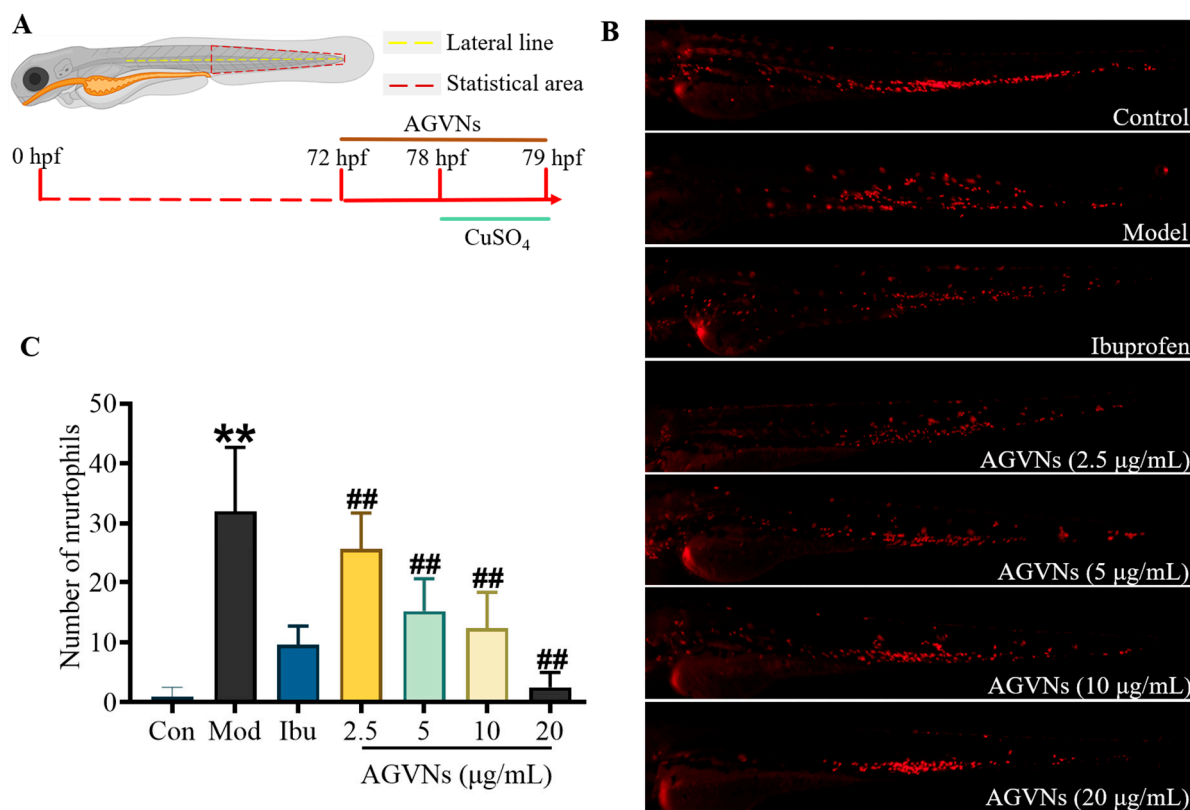 A
Lateral line
Statistical area
AGVNs
0 hpf
72 hpf
78 hpf
79 hpf
CuSO₄
B
Control
Model
Ibuprofen
AGVNs (2.5 μg/mL)
AGVNs (5 μg/mL)
AGVNs (10 μg/mL)
AGVNs (20 μg/mL)
C
Number of nrurtophils
50
40
30
20
10
0
**
##
##
##
##
Con Mod Ibu 2.5 5 10 20
AGVNs (μg/mL)